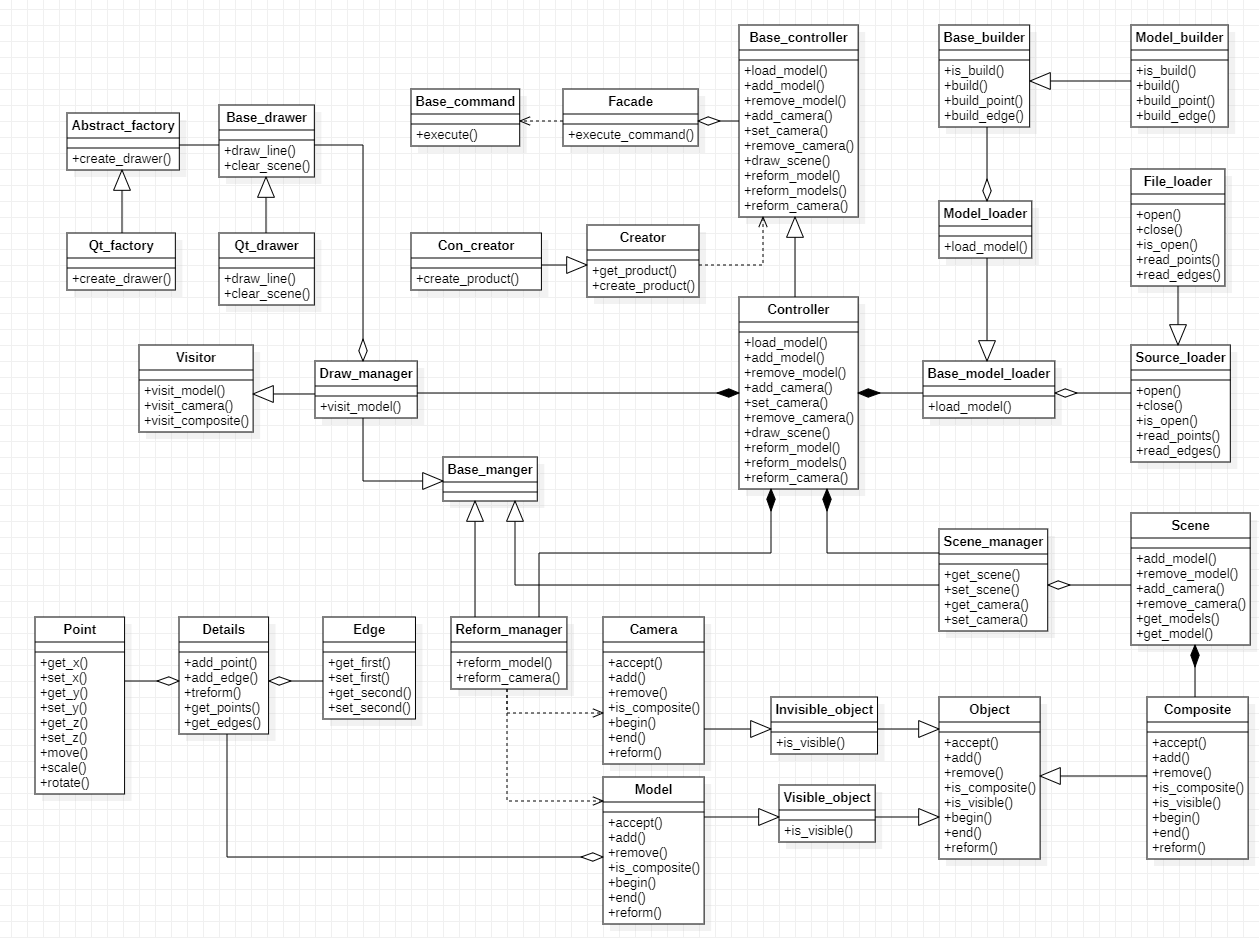 Base_controller
+load_model()
+add_model()
+remove_model()
+add_camera()
+set_camera()
+remove_camera()
+draw_scene()
+reform_model()
+reform_models()
+reform_camera()
Base_builder
+is_build()
+build()
+build_point()
+build_edge()
Model_builder
+is_build()
+build()
+build_point()
+build_edge()
Base_command
+execute()
Facade
+execute_command()
Abstract_factory
+create_drawer()
Base_drawer
+draw_line()
+clear_scene()
File_loader
+open()
+close()
+is_open()
+read_points()
+read_edges()
Model_loader
+load_model()
Qt_factory
+create_drawer()
Qt_drawer
+draw_line()
+clear_scene()
Con_creator
+create_product()
Creator
+get_product()
+create_product()
Controller
+load_model()
+add_model()
+remove_model()
+add_camera()
+set_camera()
+remove_camera()
+draw_scene()
+reform_model()
+reform_models()
+reform_camera()
Visitor
+visit_model()
+visit_camera()
+visit_composite()
Draw_manager
+visit_model()
Base_model_loader
+load_model()
Source_loader
+open()
+close()
+is_open()
+read_points()
+read_edges()
Base_manger
Scene_manager
+get_scene()
+set_scene()
+get_camera()
+set_camera()
Scene
+add_model()
+remove_model()
+add_camera()
+remove_camera()
+get_models()
+get_model()
Point
+get_x()
+set_x()
+get_y()
+set_y()
+get_z()
+set_z()
+move()
+scale()
+rotate()
Details
+add_point()
+add_edge()
+treform()
+get_points()
+get_edges()
Edge
+get_first()
+set_first()
+get_second()
+set_second()
Reform_manager
+reform_model()
+reform_camera()
Camera
+accept()
+add()
+remove()
+is_composite()
+begin()
+end()
+reform()
Invisible_object
+is_visible()
Object
+accept()
+add()
+remove()
+is_composite()
+is_visible()
+begin()
+end()
+reform()
Composite
+accept()
+add()
+remove()
+is_composite()
+is_visible()
+begin()
+end()
+reform()
Model
+accept()
+add()
+remove()
+is_composite()
+begin()
+end()
+reform()
Visible_object
+is_visible()